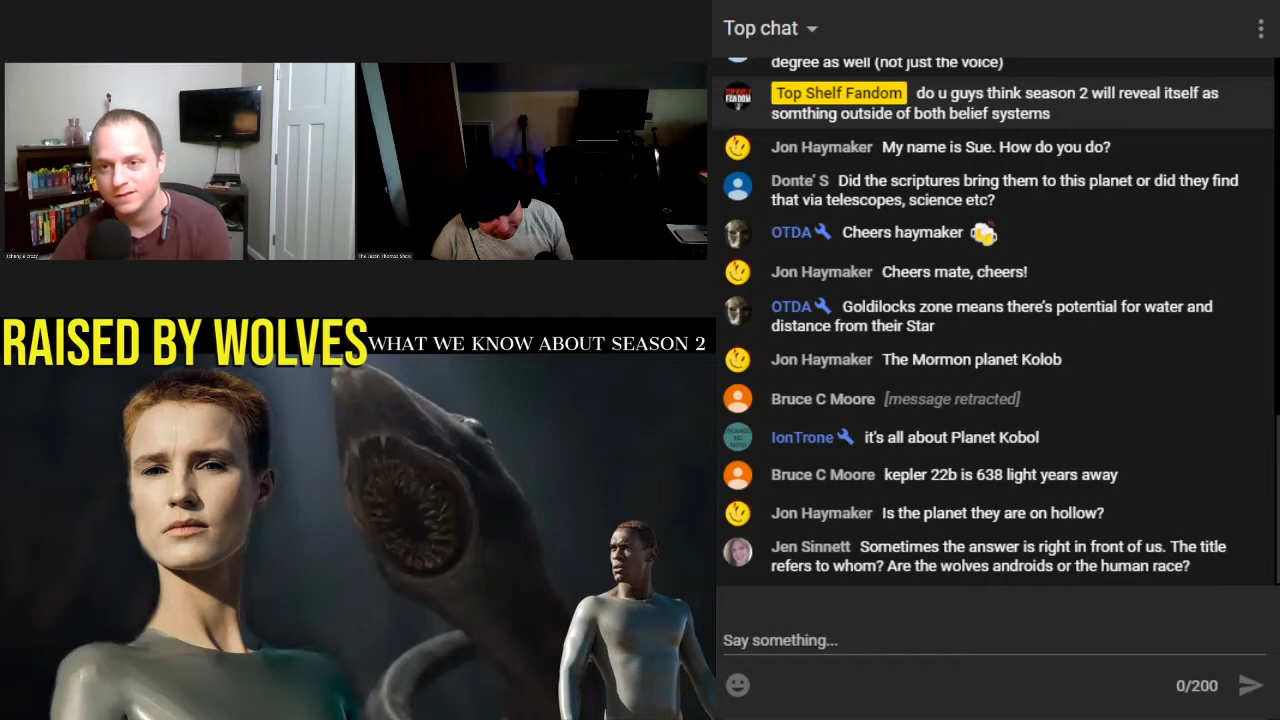 Johnny B Crazy
The Justin Thomas Show
RAISED BY WOLVES
WHAT WE KNOW ABOUT SEASON 2
Top chat
degree as well (not just the voice)
Top Shelf Fandom do u guys think season 2 will reveal itself as
somthing outside of both belief systems
Jon Haymaker My name is Sue. How do you do?
Donte' S Did the scriptures bring them to this planet or did they find
that via telescopes, science etc?
OTDA Cheers haymaker
Jon Haymaker Cheers mate, cheers!
OTDA Goldilocks zone means there's potential for water and
distance from their Star
Jon Haymaker The Mormon planet Kolob
Bruce C Moore [message retracted]
IonTrone it's all about Planet Kobol
Bruce C Moore kepler 22b is 638 light years away
Jon Haymaker Is the planet they are on hollow?
Jen Sinnett Sometimes the answer is right in front of us. The title
refers to whom? Are the wolves androids or the human race?
Say something...
0/200